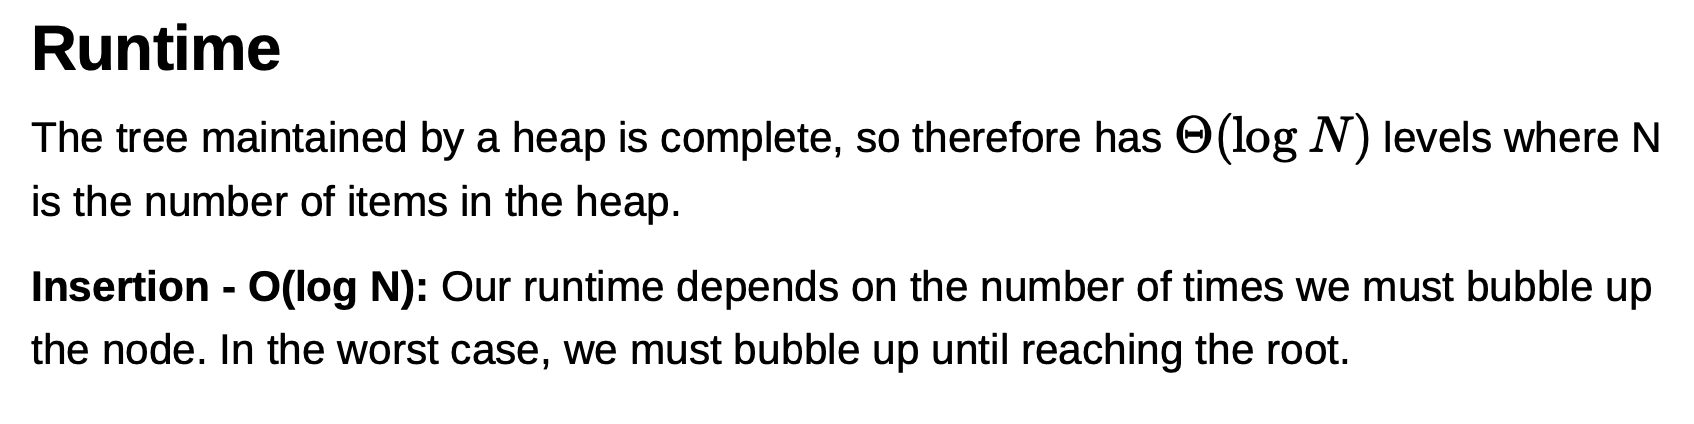 Runtime
The tree maintained by a heap is complete, so therefore has Θ(log N) levels where N
is the number of items in the heap.
Insertion - O(log N): Our runtime depends on the number of times we must bubble up
the node. In the worst case, we must bubble up until reaching the root.